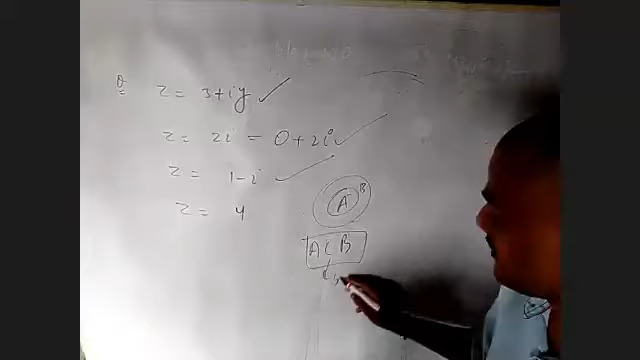 Q z = 3 + iy ✓
z = 2i = 0 + 2i ✓
z = 1 - i ✓
z = 4
A B
A ⊂ B